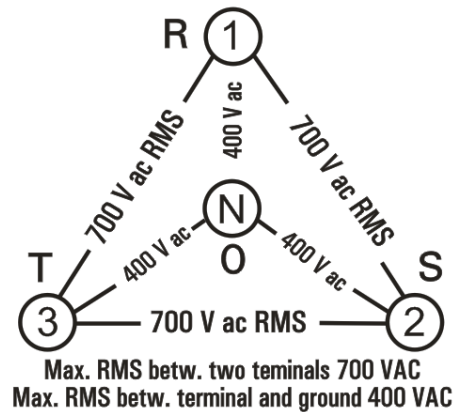 R 1
400 V ac
700 V ac RMS
700 V ac RMS
N
O
T
S
400 V ac
400 V ac
3
700 V ac RMS
2
Max. RMS betw. two teminals 700 VAC
Max. RMS betw. terminal and ground 400 VAC